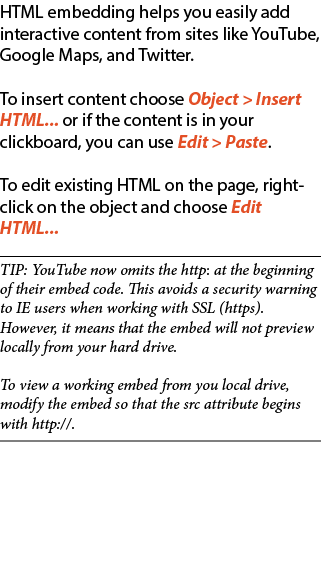 HTML embedding helps you easily add
interactive content from sites like YouTube,
Google Maps, and Twitter.
To insert content choose Object > Insert
HTML... or if the content is in your
clickboard, you can use Edit > Paste.
To edit existing HTML on the page, right-
click on the object and choose Edit
HTML...
TIP: YouTube now omits the http: at the beginning
of their embed code. This avoids a security warning
to IE users when working with SSL (https).
However, it means that the embed will not preview
locally from your hard drive.
To view a working embed from you local drive,
modify the embed so that the src attribute begins
with http://.